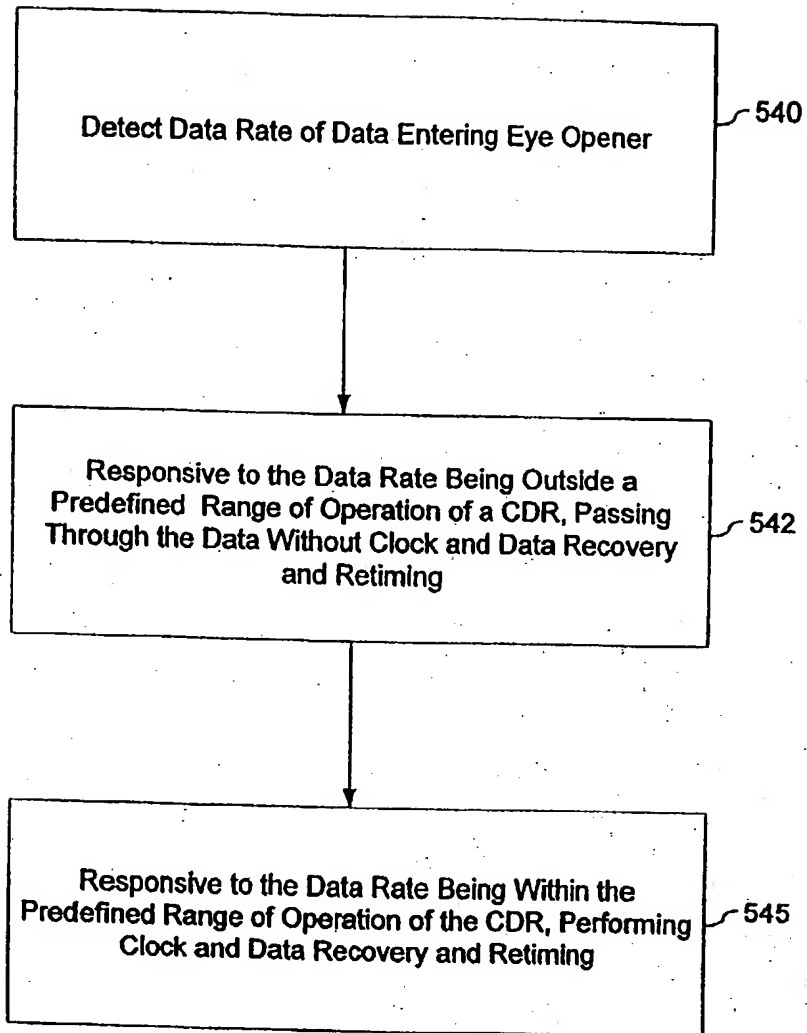 Detect Data Rate of Data Entering Eye Opener
540
Responsive to the Data Rate Being Outside a
Predefined Range of Operation of a CDR, Passing
Through the Data Without Clock and Data Recovery
and Retiming
542
Responsive to the Data Rate Being Within the
Predefined Range of Operation of the CDR, Performing
Clock and Data Recovery and Retiming
545